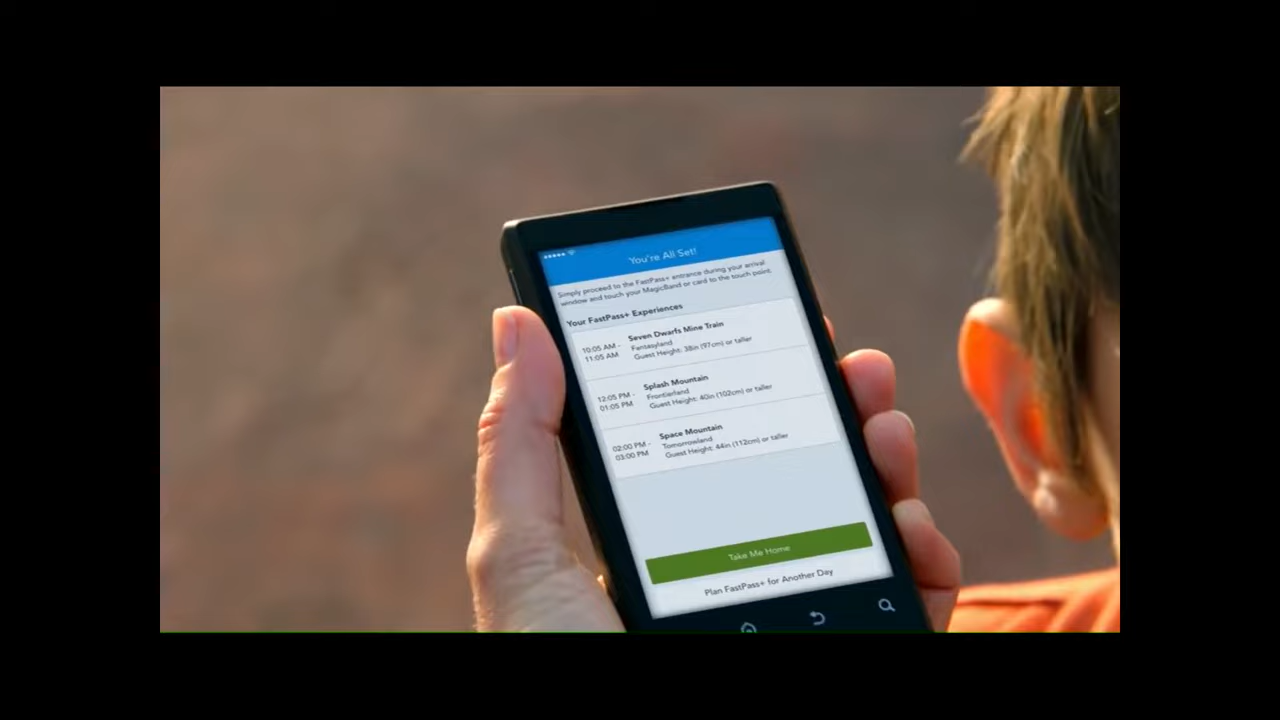 You're All Set!
Simply proceed to the FastPass+ entrance during your arrival
window and touch your MagicBand or card to the touch point.
Your FastPass+ Experiences
10:05 AM -
11:05 AM
Seven Dwarfs Mine Train
Fantasyland
Guest Height: 38in (97cm) or taller
12:05 PM -
01:05 PM
Splash Mountain
Frontierland
Guest Height: 40in (102cm) or taller
02:00 PM -
03:00 PM
Space Mountain
Tomorrowland
Guest Height: 44in (112cm) or taller
Take Me Home
Plan FastPass+ for Another Day